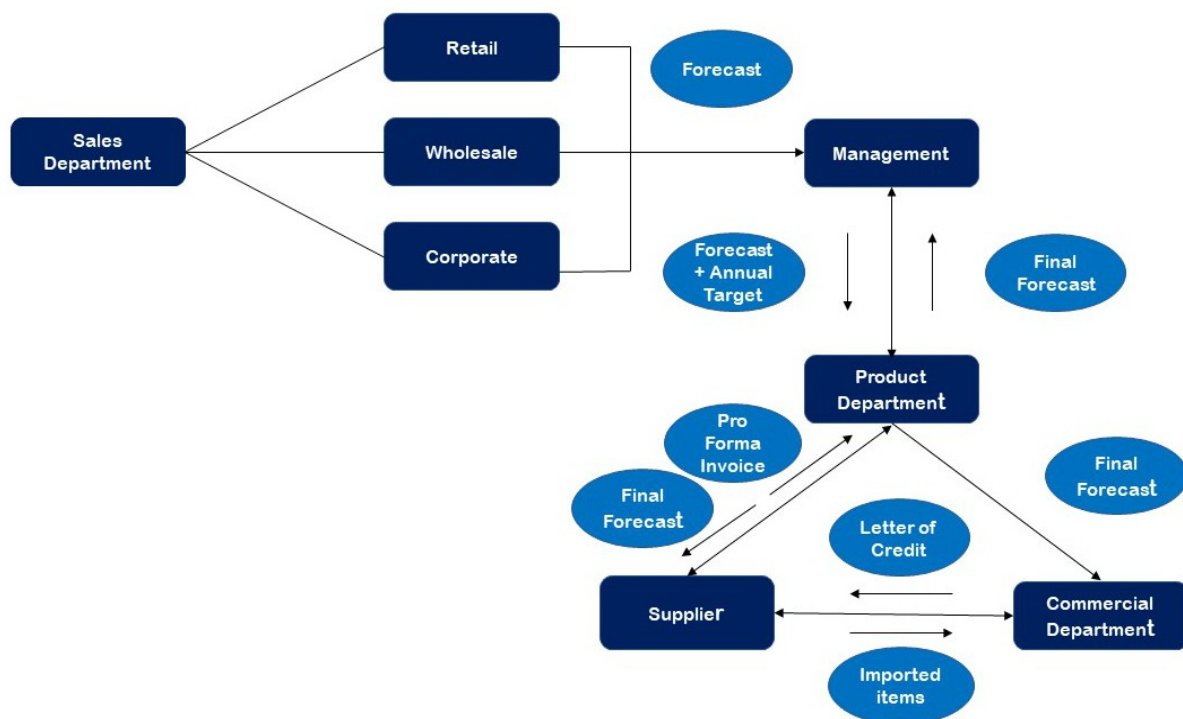 Retail
Forecast
Sales
Department
Wholesale
Management
Corporate
Forecast
+ Annual
Target
Final
Forecast
Product
Department
Pro
Forma
Invoice
Final
Forecast
Final
Forecast
Letter of
Credit
Supplier
Commercial
Department
Imported
items